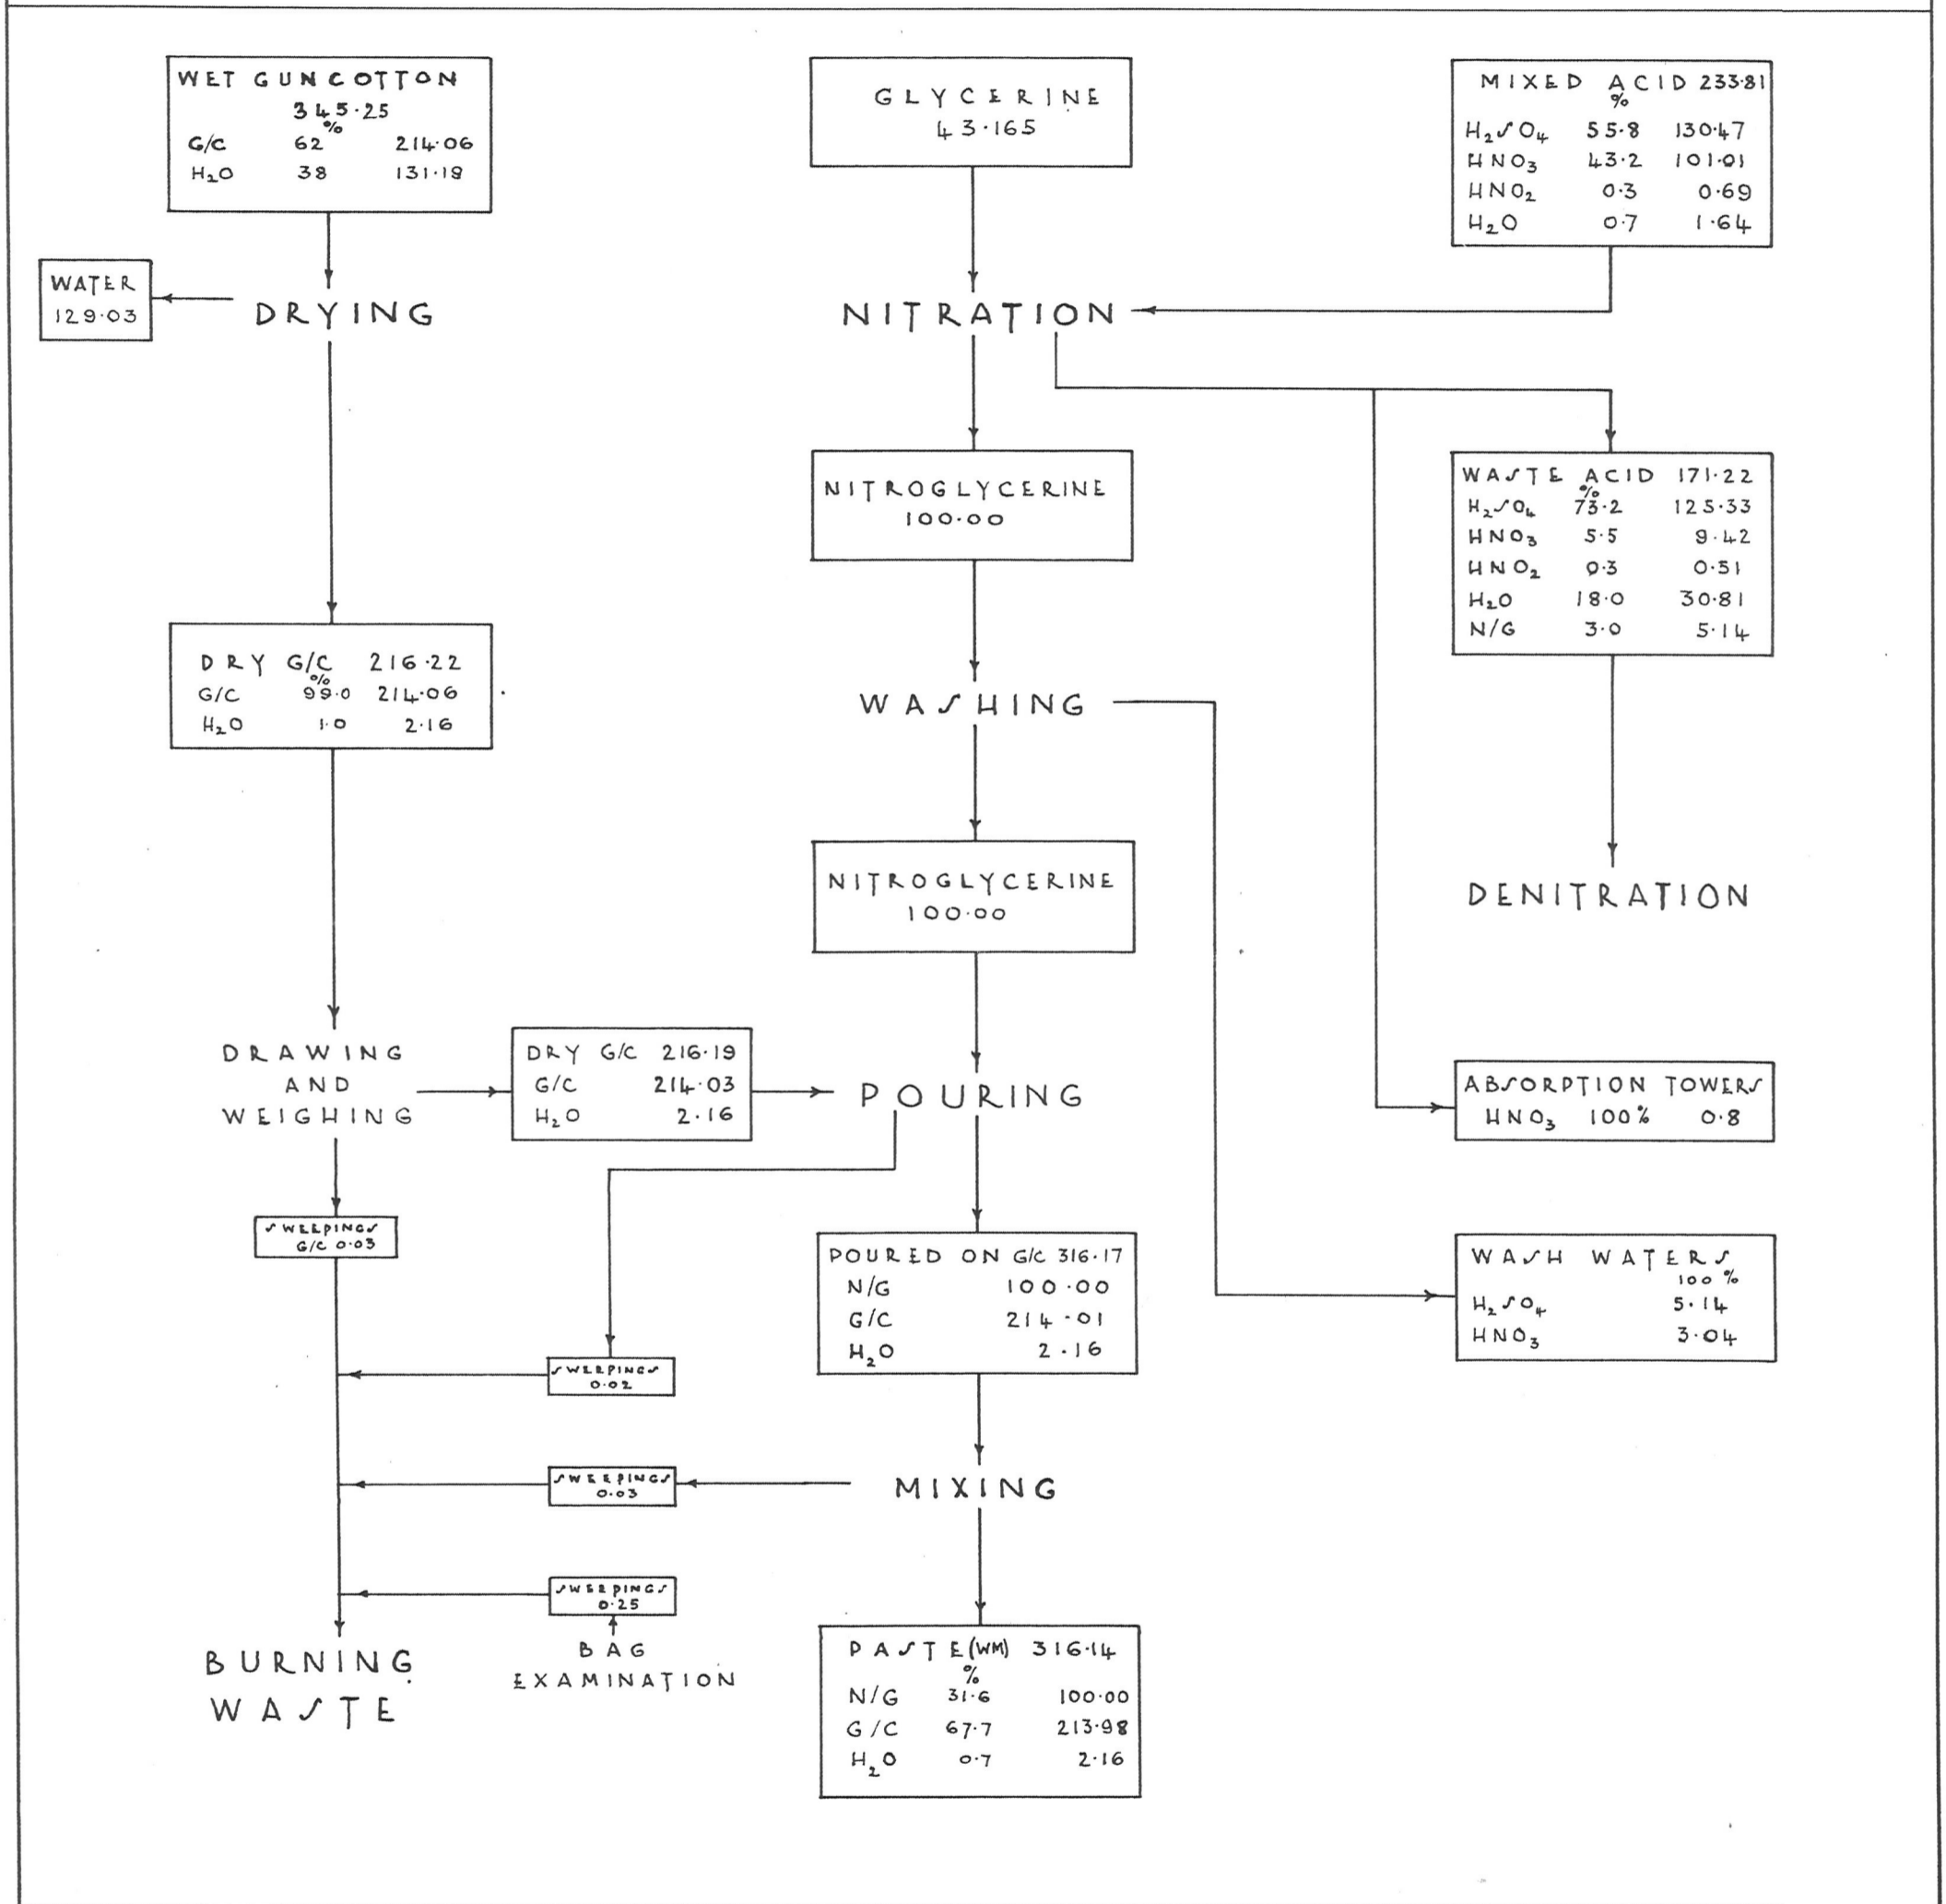 WET GUNCOTTON
345.25
%
G/C 62 214.06
H₂O 38 131.19
GLYCERINE
43.165
MIXED ACID 233.81
%
H₂SO₄ 55.8 130.47
HNO₃ 43.2 101.01
HNO₂ 0.3 0.69
H₂O 0.7 1.64
WATER
129.03
DRYING
NITRATION
NITROGLYCERINE
100.00
WASTE ACID 171.22
%
H₂SO₄ 73.2 125.33
HNO₃ 5.5 9.42
HNO₂ 0.3 0.51
H₂O 18.0 30.81
N/G 3.0 5.14
DRY G/C 216.22
%
G/C 99.0 214.06
H₂O 1.0 2.16
WASHING
NITROGLYCERINE
100.00
DENITRATION
DRAWING
AND
WEIGHING
DRY G/C 216.19
G/C 214.03
H₂O 2.16
POURING
ABSORPTION TOWERS
HNO₃ 100% 0.8
SWEEPINGS
G/C 0.03
POURED ON G/C 316.17
N/G 100.00
G/C 214.01
H₂O 2.16
WASH WATERS
100 %
H₂SO₄ 5.14
HNO₃ 3.04
SWEEPINGS
0.02
SWEEPINGS
0.03
MIXING
SWEEPINGS
0.25
BAG
EXAMINATION
BURNING
WASTE
PASTE(WM) 316.14
%
N/G 31.6 100.00
G/C 67.7 213.98
H₂O 0.7 2.16